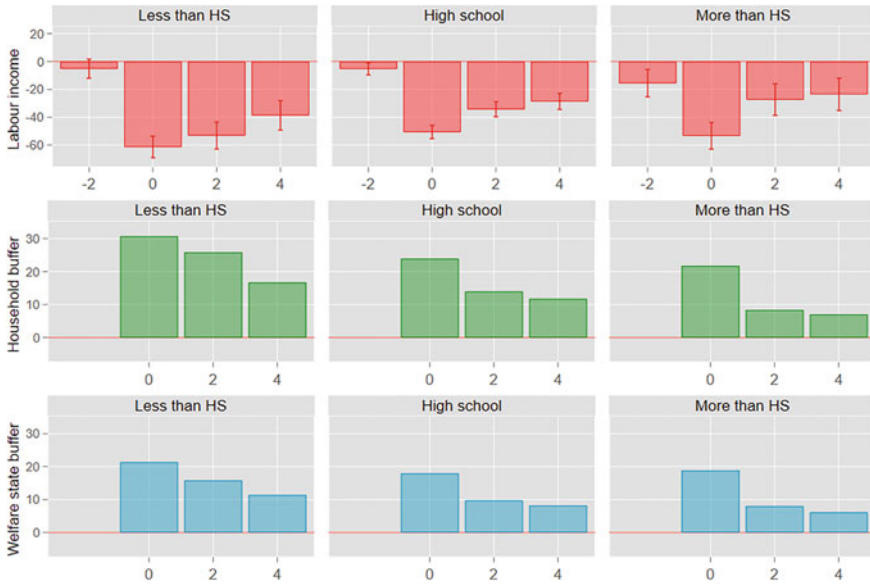 Less than HS High school More than HS
Labour income
20
0
-20
-40
-60
-2 0 2 4 -2 0 2 4 -2 0 2 4
Less than HS High school More than HS
Household buffer
30
20
10
0
0 2 4 0 2 4 0 2 4
Less than HS High school More than HS
Welfare state buffer
30
20
10
0
0 2 4 0 2 4 0 2 4